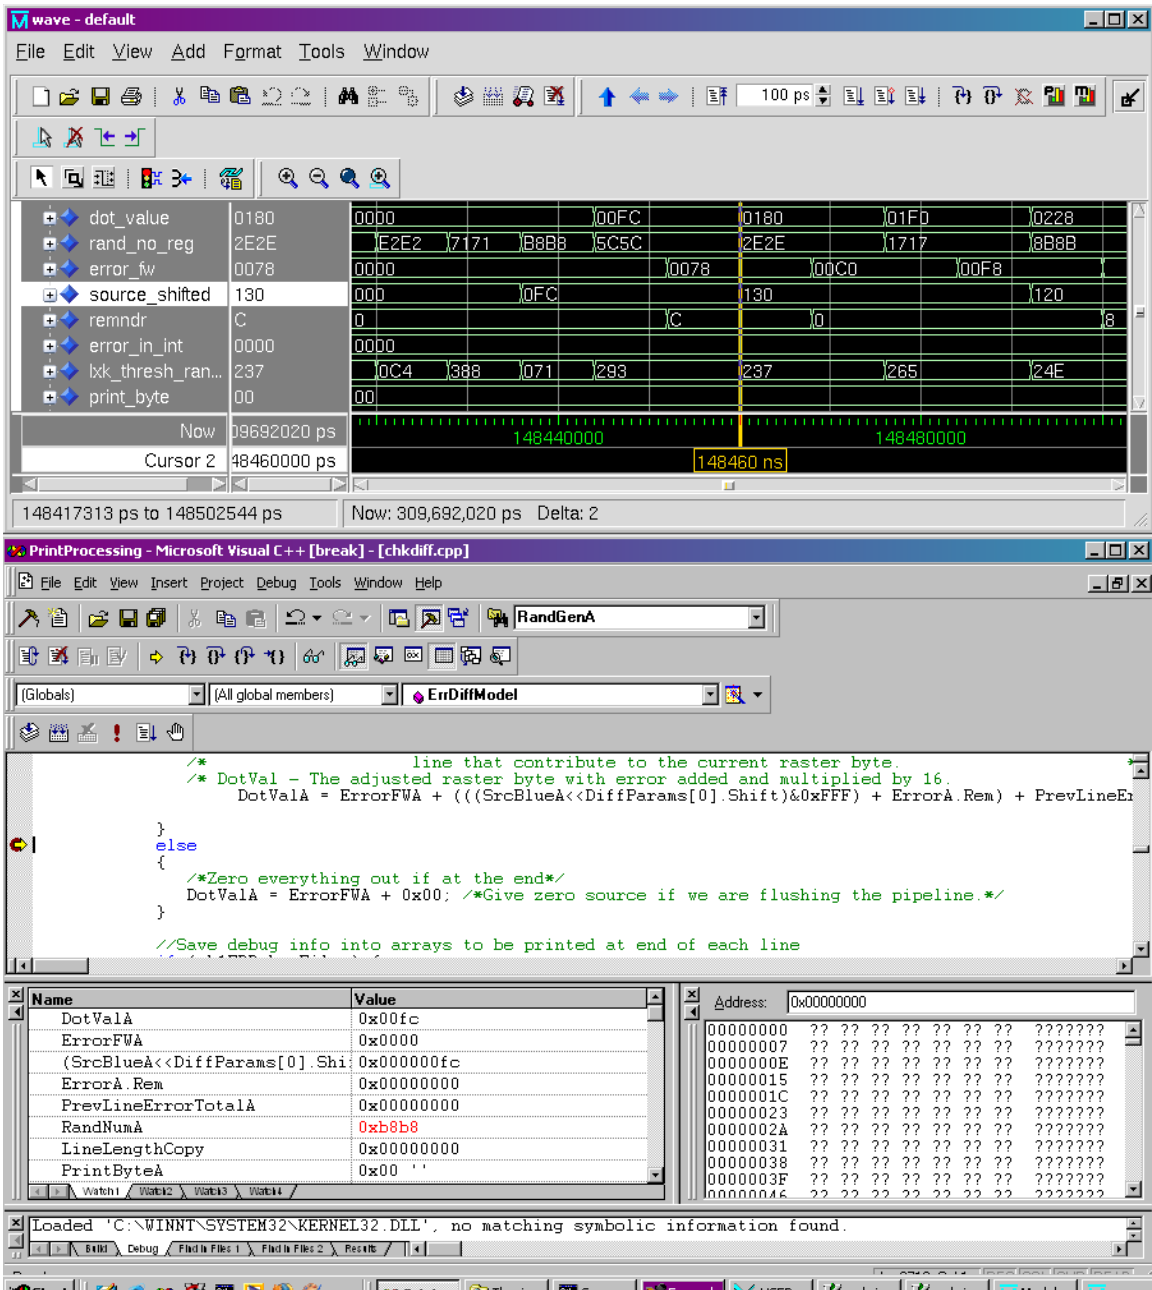 wave - default
File Edit View Add Format Tools Window
100 ps
dot_value 0180 0000 00FC 0180 01F0 0228
rand_no_reg 2E2E E2E2 7171 B8B8 5C5C 2E2E 1717 8B8B
error_fw 0078 0000 0078 00C0 00F8
source_shifted 130 000 0FC 130 120
remndr C 0 C 0 8
error_in_int 0000 0000
lxk_thresh_ran... 237 0C4 388 071 293 237 265 24E
print_byte 00 00
Now 09692020 ps 148440000 148480000
Cursor 2 48460000 ps 148460 ns
148417313 ps to 148502544 ps Now: 309,692,020 ps Delta: 2
PrintProcessing - Microsoft Visual C++ [break] - [chkdiff.cpp]
File Edit View Insert Project Debug Tools Window Help
RandGenA
(Globals) (All global members) ErrDiffModel
/* line that contribute to the current raster byte. *
/* DotVal - The adjusted raster byte with error added and multiplied by 16.
DotValA = ErrorFWA + (((SrcBlueA<<DiffParams[0].Shift)&0xFFF) + ErrorA.Rem) + PrevLineEr
}
else
{
/*Zero everything out if at the end*/
DotValA = ErrorFWA + 0x00; /*Give zero source if we are flushing the pipeline.*/
}
//Save debug info into arrays to be printed at end of each line
Name Value
DotValA 0x00fc
ErrorFWA 0x0000
(SrcBlueA<<DiffParams[0].Shi 0x000000fc
ErrorA.Rem 0x00000000
PrevLineErrorTotalA 0x00000000
RandNumA 0xb8b8
LineLengthCopy 0x00000000
PrintByteA 0x00 ''
Watch1 Watch2 Watch3 Watch4
Address: 0x00000000
00000000 ?? ?? ?? ?? ?? ?? ?? ???????
00000007 ?? ?? ?? ?? ?? ?? ?? ???????
0000000E ?? ?? ?? ?? ?? ?? ?? ???????
00000015 ?? ?? ?? ?? ?? ?? ?? ???????
0000001C ?? ?? ?? ?? ?? ?? ?? ???????
00000023 ?? ?? ?? ?? ?? ?? ?? ???????
0000002A ?? ?? ?? ?? ?? ?? ?? ???????
00000031 ?? ?? ?? ?? ?? ?? ?? ???????
00000038 ?? ?? ?? ?? ?? ?? ?? ???????
0000003F ?? ?? ?? ?? ?? ?? ?? ???????
00000046 ?? ?? ?? ?? ?? ?? ?? ???????
Loaded 'C:\WINNT\SYSTEM32\KERNEL32.DLL', no matching symbolic information found.
Build Debug Find in Files 1 Find in Files 2 Results